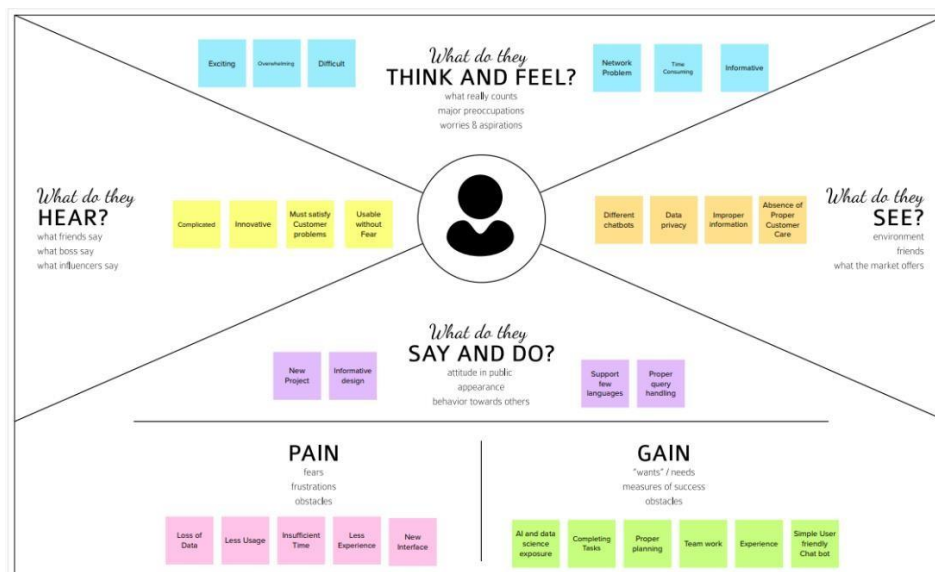 What do they
THINK AND FEEL?
what really counts
major preoccupations
worries & aspirations
Exciting
Overwhelming
Difficult
Network
Problem
Time
Consuming
Informative
What do they
HEAR?
what friends say
what boss say
what influencers say
Complicated
Innovative
Must satisfy
Customer
problems
Usable
without
Fear
Different
chatbots
Data
privacy
Improper
information
Absence of
Proper
Customer
Care
What do they
SEE?
environment
friends
what the market offers
What do they
SAY AND DO?
attitude in public
appearance
behavior towards others
New
Project
Informative
design
Support
few
languages
Proper
query
handling
PAIN
fears
frustrations
obstacles
Loss of
Data
Less Usage
Insufficient
Time
Less
Experience
New
Interface
GAIN
"wants" / needs
measures of success
obstacles
AI and data
science
exposure
Completing
Tasks
Proper
planning
Team work
Experience
Simple User
friendly
Chat bot